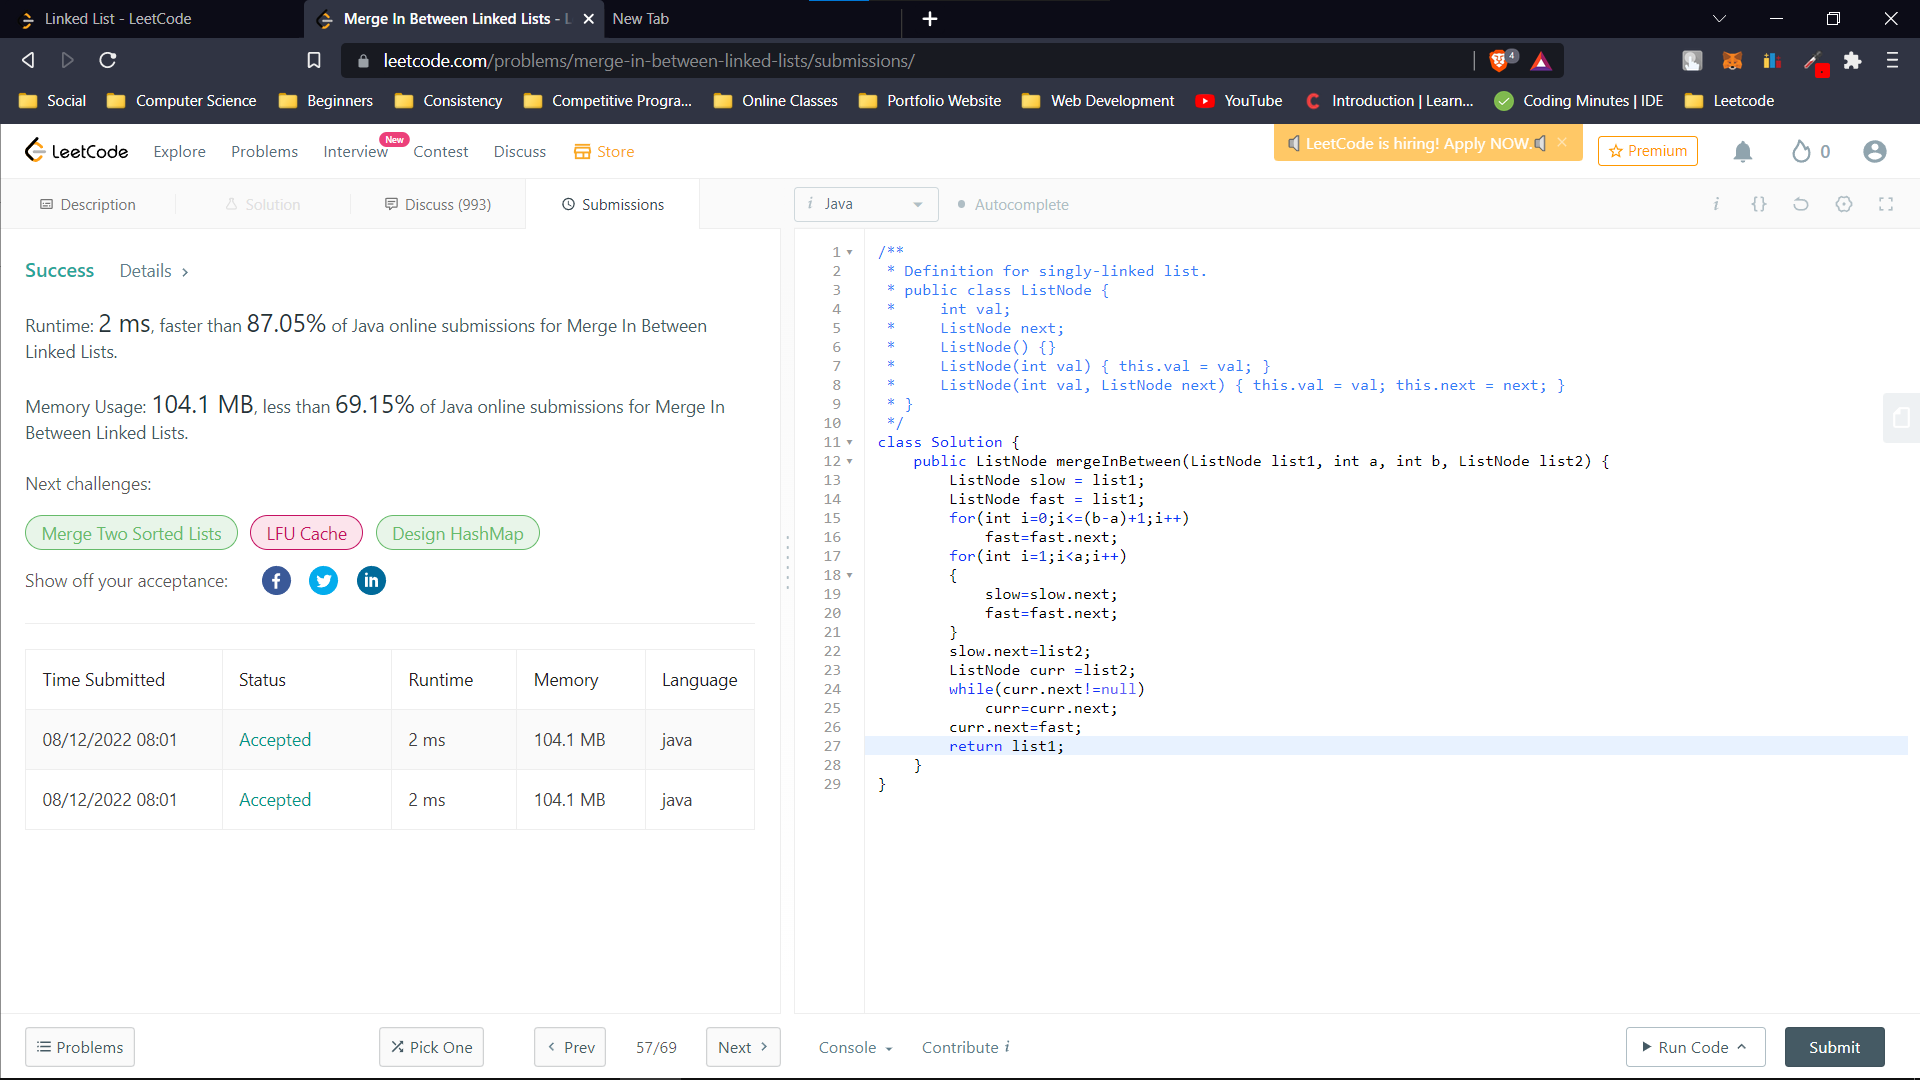 Linked List - LeetCode
Merge In Between Linked Lists - L
New Tab
leetcode.com/problems/merge-in-between-linked-lists/submissions/
4
Social
Computer Science
Beginners
Consistency
Competitive Progra...
Online Classes
Portfolio Website
Web Development
YouTube
Introduction | Learn...
Coding Minutes | IDE
Leetcode
LeetCode
Explore
Problems
Interview
New
Contest
Discuss
Store
LeetCode is hiring! Apply NOW.
Premium
0
Description
Solution
Discuss (993)
Submissions
i Java
Autocomplete
i
{}
Success
Details
Runtime: 2 ms, faster than 87.05% of Java online submissions for Merge In Between
Linked Lists.
Memory Usage: 104.1 MB, less than 69.15% of Java online submissions for Merge In
Between Linked Lists.
Next challenges:
Merge Two Sorted Lists
LFU Cache
Design HashMap
Show off your acceptance:
Time Submitted Status Runtime Memory Language
08/12/2022 08:01 Accepted 2 ms 104.1 MB java
08/12/2022 08:01 Accepted 2 ms 104.1 MB java
1 /**
2  * Definition for singly-linked list.
3  * public class ListNode {
4  *     int val;
5  *     ListNode next;
6  *     ListNode() {}
7  *     ListNode(int val) { this.val = val; }
8  *     ListNode(int val, ListNode next) { this.val = val; this.next = next; }
9  * }
10  */
11 class Solution {
12     public ListNode mergeInBetween(ListNode list1, int a, int b, ListNode list2) {
13         ListNode slow = list1;
14         ListNode fast = list1;
15         for(int i=0;i<=(b-a)+1;i++)
16             fast=fast.next;
17         for(int i=1;i<a;i++)
18         {
19             slow=slow.next;
20             fast=fast.next;
21         }
22         slow.next=list2;
23         ListNode curr =list2;
24         while(curr.next!=null)
25             curr=curr.next;
26         curr.next=fast;
27         return list1;
28     }
29 }
Problems
Pick One
Prev
57/69
Next
Console
Contribute i
Run Code
Submit